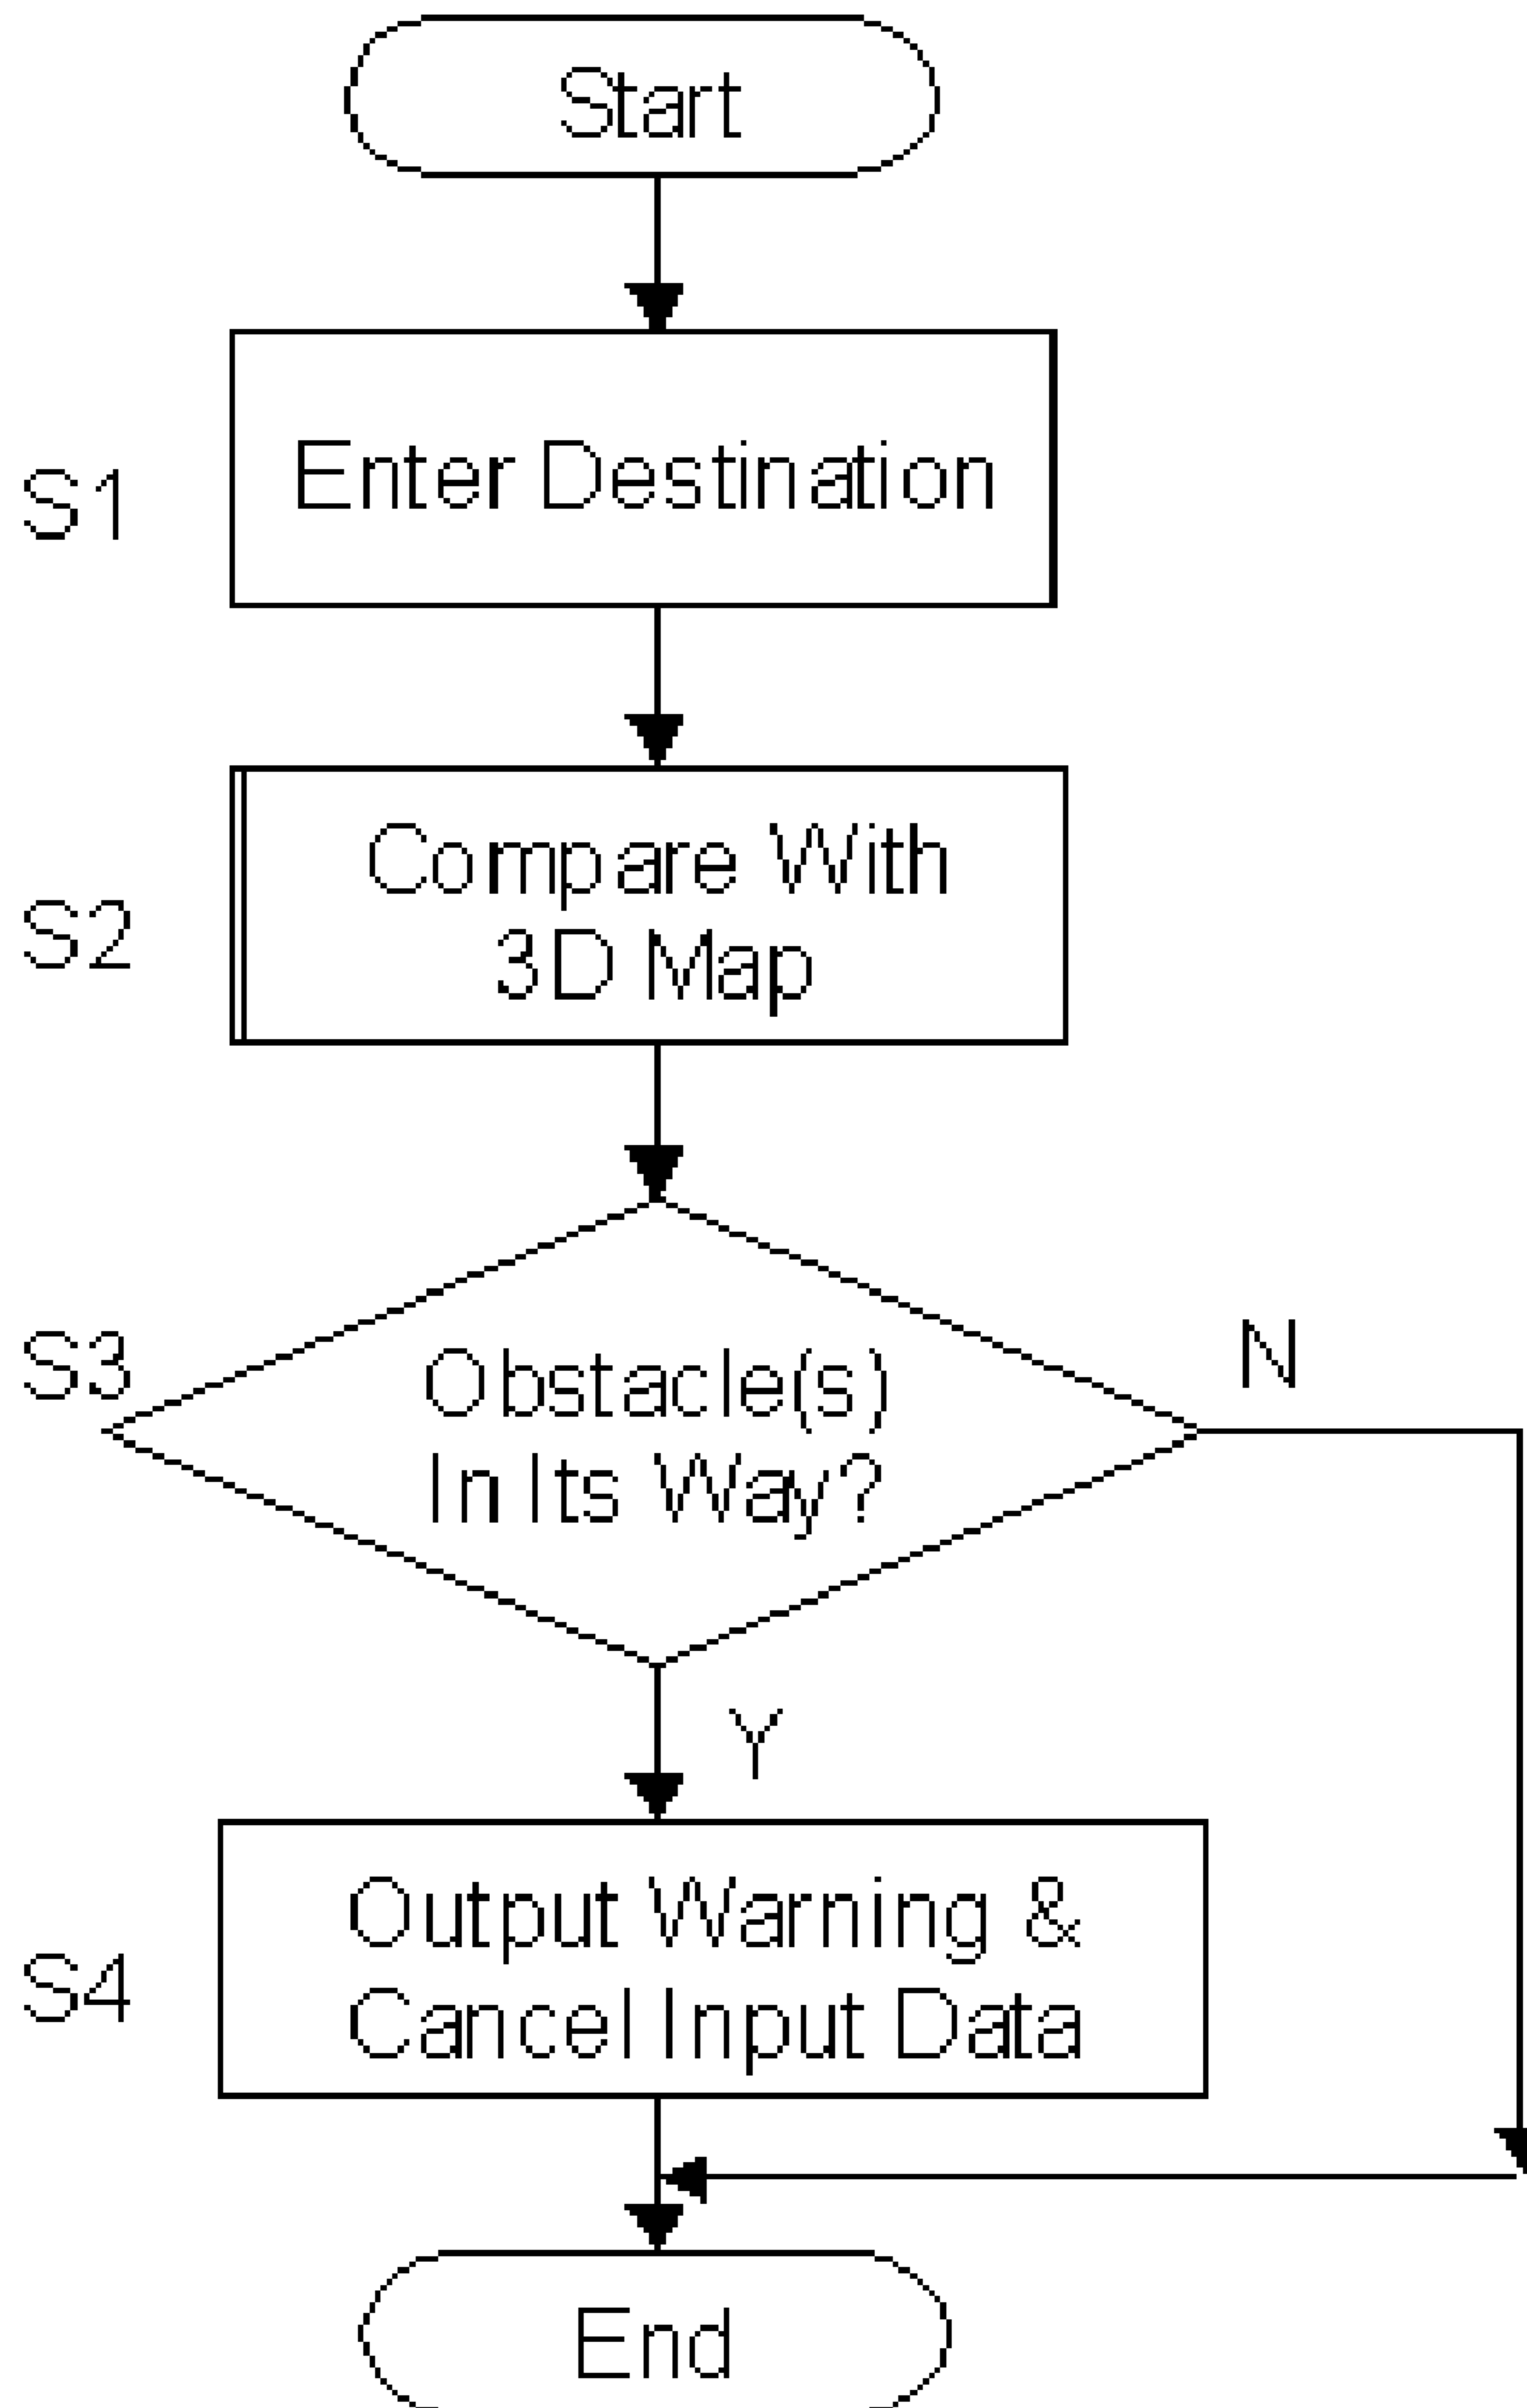 Start
S1
Enter Destination
S2
Compare With
3D Map
S3
Obstacle(s)
In Its Way?
N
Y
S4
Output Warning &
Cancel Input Data
End